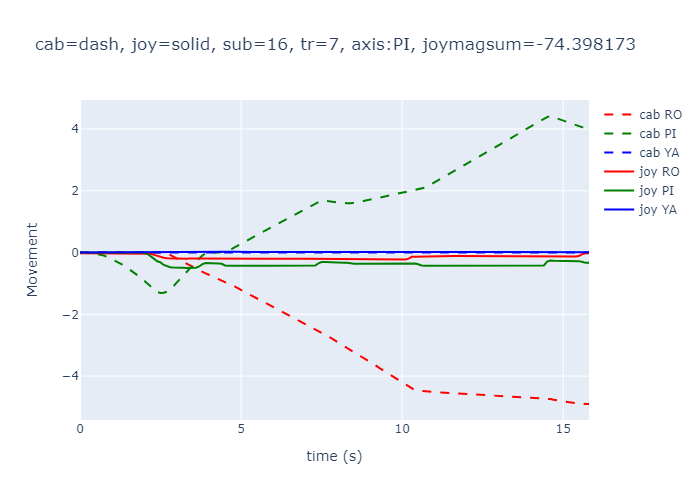 cab=dash, joy=solid, sub=16, tr=7, axis:PI, joymagsum=-74.398173
4
2
0
−2
−4
Movement
0
5
10
15
time (s)
cab RO
cab PI
cab YA
joy RO
joy PI
joy YA